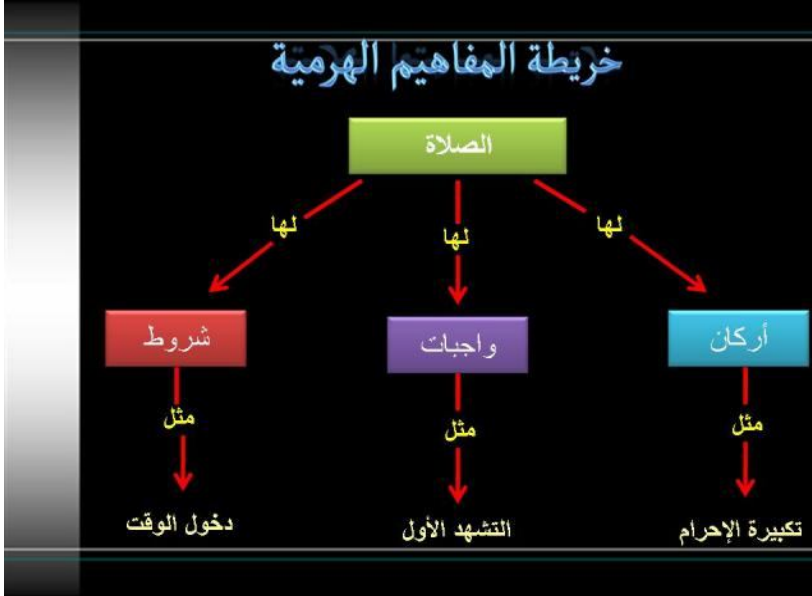 خريطة المفاهيم الهرمية
الصلاة
لها
لها
لها
أركان
واجبات
شروط
مثل
مثل
مثل
تكبيرة الإحرام
التشهد الأول
دخول الوقت